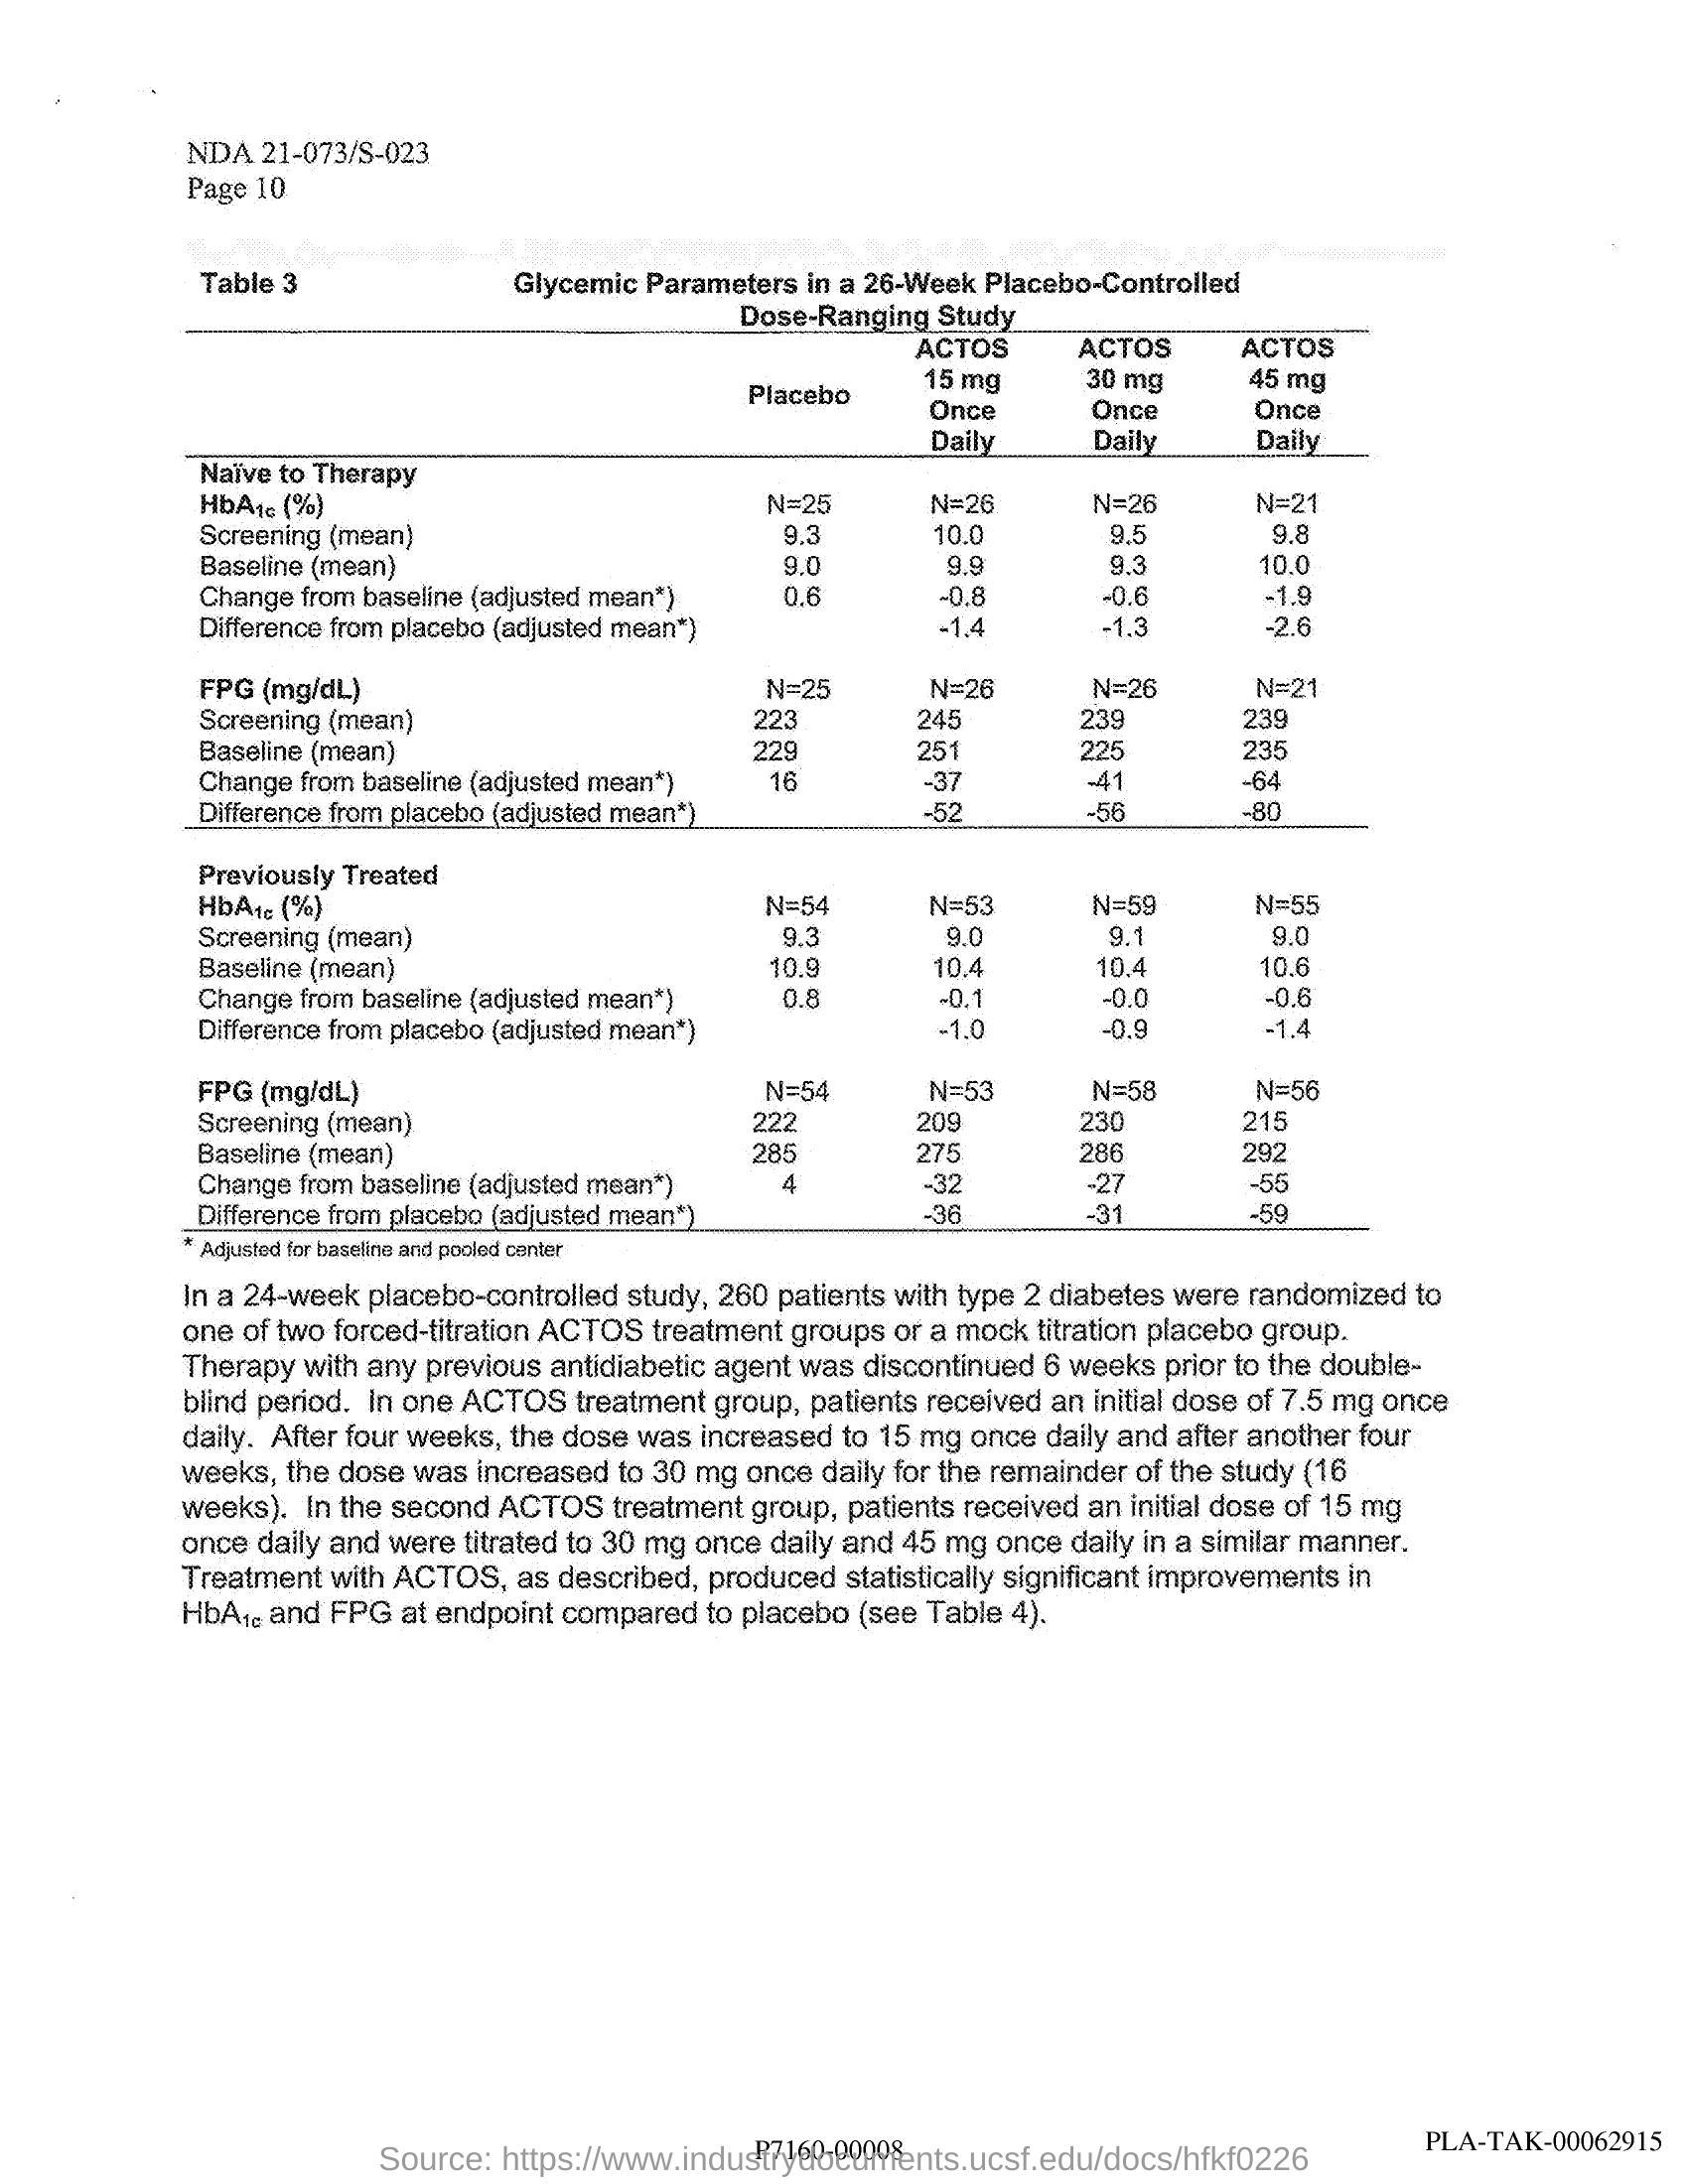 NDA 21-073/S-023
Page 10
Table 3 Glycemic Parameters in a 26-Week Placebo-Controlled
Dose-Ranging Study
Placebo ACTOS 15 mg Once Daily ACTOS 30 mg Once Daily ACTOS 45 mg Once Daily
Naïve to Therapy
HbA1c (%) N=25 N=26 N=26 N=21
Screening (mean) 9.3 10.0 9.5 9.8
Baseline (mean) 9.0 9.9 9.3 10.0
Change from baseline (adjusted mean*) 0.6 -0.8 -0.6 -1.9
Difference from placebo (adjusted mean*) -1.4 -1.3 -2.6
FPG (mg/dL) N=25 N=26 N=26 N=21
Screening (mean) 223 245 239 239
Baseline (mean) 229 251 225 235
Change from baseline (adjusted mean*) 16 -37 -41 -64
Difference from placebo (adjusted mean*) -52 -56 -80
Previously Treated
HbA1c (%) N=54 N=53 N=59 N=55
Screening (mean) 9.3 9.0 9.1 9.0
Baseline (mean) 10.9 10.4 10.4 10.6
Change from baseline (adjusted mean*) 0.8 -0.1 -0.0 -0.6
Difference from placebo (adjusted mean*) -1.0 -0.9 -1.4
FPG (mg/dL) N=54 N=53 N=58 N=56
Screening (mean) 222 209 230 215
Baseline (mean) 285 275 286 292
Change from baseline (adjusted mean*) 4 -32 -27 -55
Difference from placebo (adjusted mean*) -36 -31 -59
* Adjusted for baseline and pooled center
In a 24-week placebo-controlled study, 260 patients with type 2 diabetes were randomized to
one of two forced-titration ACTOS treatment groups or a mock titration placebo group.
Therapy with any previous antidiabetic agent was discontinued 6 weeks prior to the double-
blind period. In one ACTOS treatment group, patients received an initial dose of 7.5 mg once
daily. After four weeks, the dose was increased to 15 mg once daily and after another four
weeks, the dose was increased to 30 mg once daily for the remainder of the study (16
weeks). In the second ACTOS treatment group, patients received an initial dose of 15 mg
once daily and were titrated to 30 mg once daily and 45 mg once daily in a similar manner.
Treatment with ACTOS, as described, produced statistically significant improvements in
HbA1c and FPG at endpoint compared to placebo (see Table 4).
PLA-TAK-00062915
P7160-00008
Source: https://www.industrydocuments.ucsf.edu/docs/hfkf0226